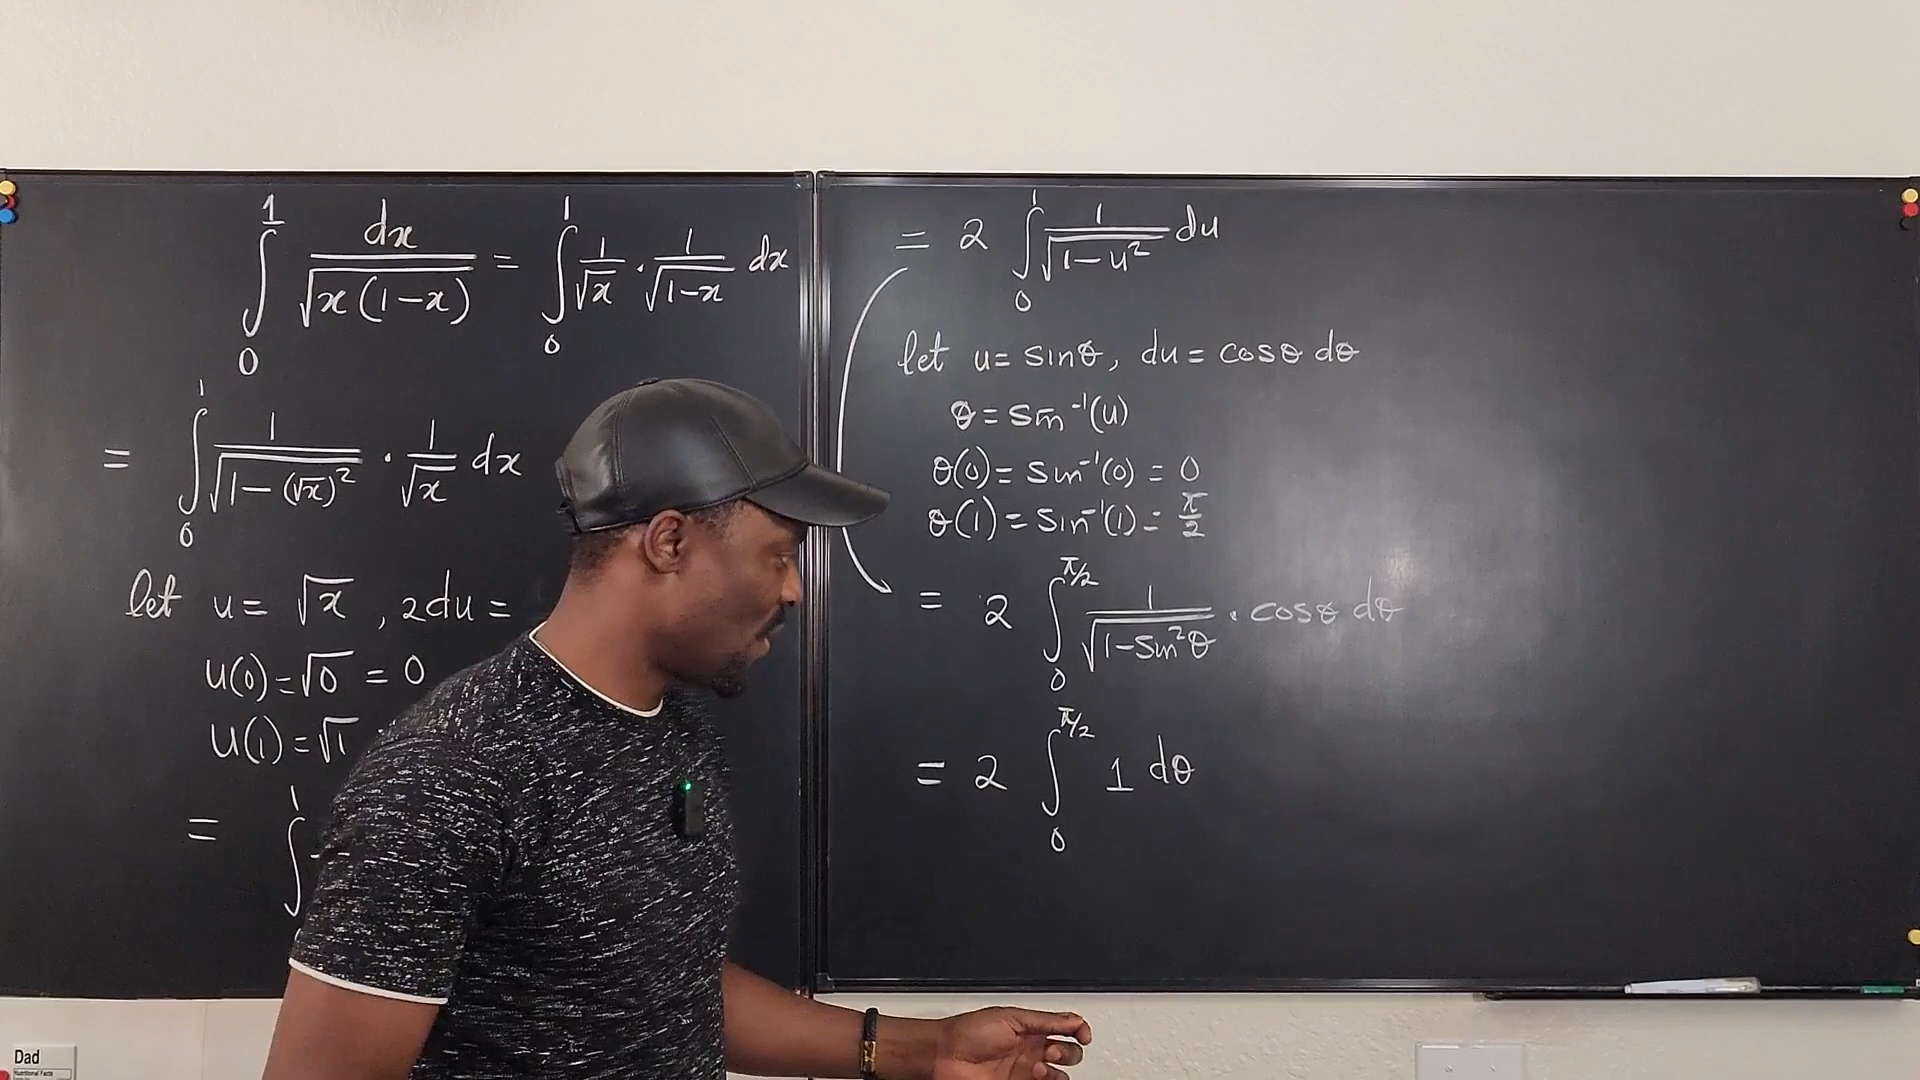 ∫₀¹ dx/√(x(1-x)) = ∫₀¹ 1/√x · 1/√(1-x) dx
= ∫₀¹ 1/√(1-(√x)²) · 1/√x dx
let u = √x , 2du =
u(0) = √0 = 0
u(1) = √1
= ∫¹
= 2 ∫₀¹ 1/√(1-u²) du
let u = sinθ, du = cosθ dθ
θ = sin⁻¹(u)
θ(0) = sin⁻¹(0) = 0
θ(1) = sin⁻¹(1) = π/2
= 2 ∫₀^(π/2) 1/√(1-sin²θ) · cosθ dθ
= 2 ∫₀^(π/2) 1 dθ
Dad
Nutritional Facts